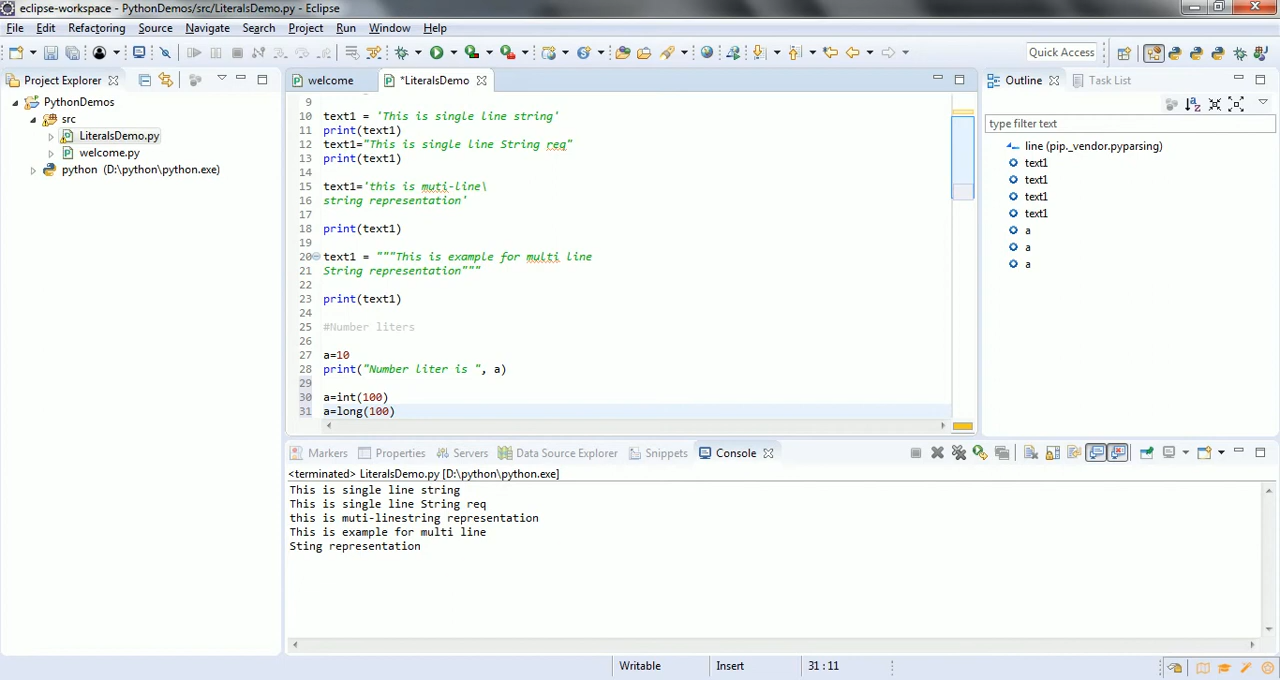 eclipse-workspace - PythonDemos/src/LiteralsDemo.py - Eclipse
File Edit Refactoring Source Navigate Search Project Run Window Help
Quick Access
Project Explorer
PythonDemos
src
LiteralsDemo.py
welcome.py
python (D:\python\python.exe)
welcome *LiteralsDemo
9
10 text1 = 'This is single line string'
11 print(text1)
12 text1="This is single line String req"
13 print(text1)
14
15 text1='this is muti-line\
16 string representation'
17
18 print(text1)
19
20 text1 = """This is example for multi line
21 String representation"""
22
23 print(text1)
24
25 #Number liters
26
27 a=10
28 print("Number liter is ", a)
29
30 a=int(100)
31 a=long(100)
Outline Task List
type filter text
line (pip._vendor.pyparsing)
text1
text1
text1
text1
a
a
a
Markers Properties Servers Data Source Explorer Snippets Console
<terminated> LiteralsDemo.py [D:\python\python.exe]
This is single line string
This is single line String req
this is muti-linestring representation
This is example for multi line
Sting representation
Writable Insert 31 : 11